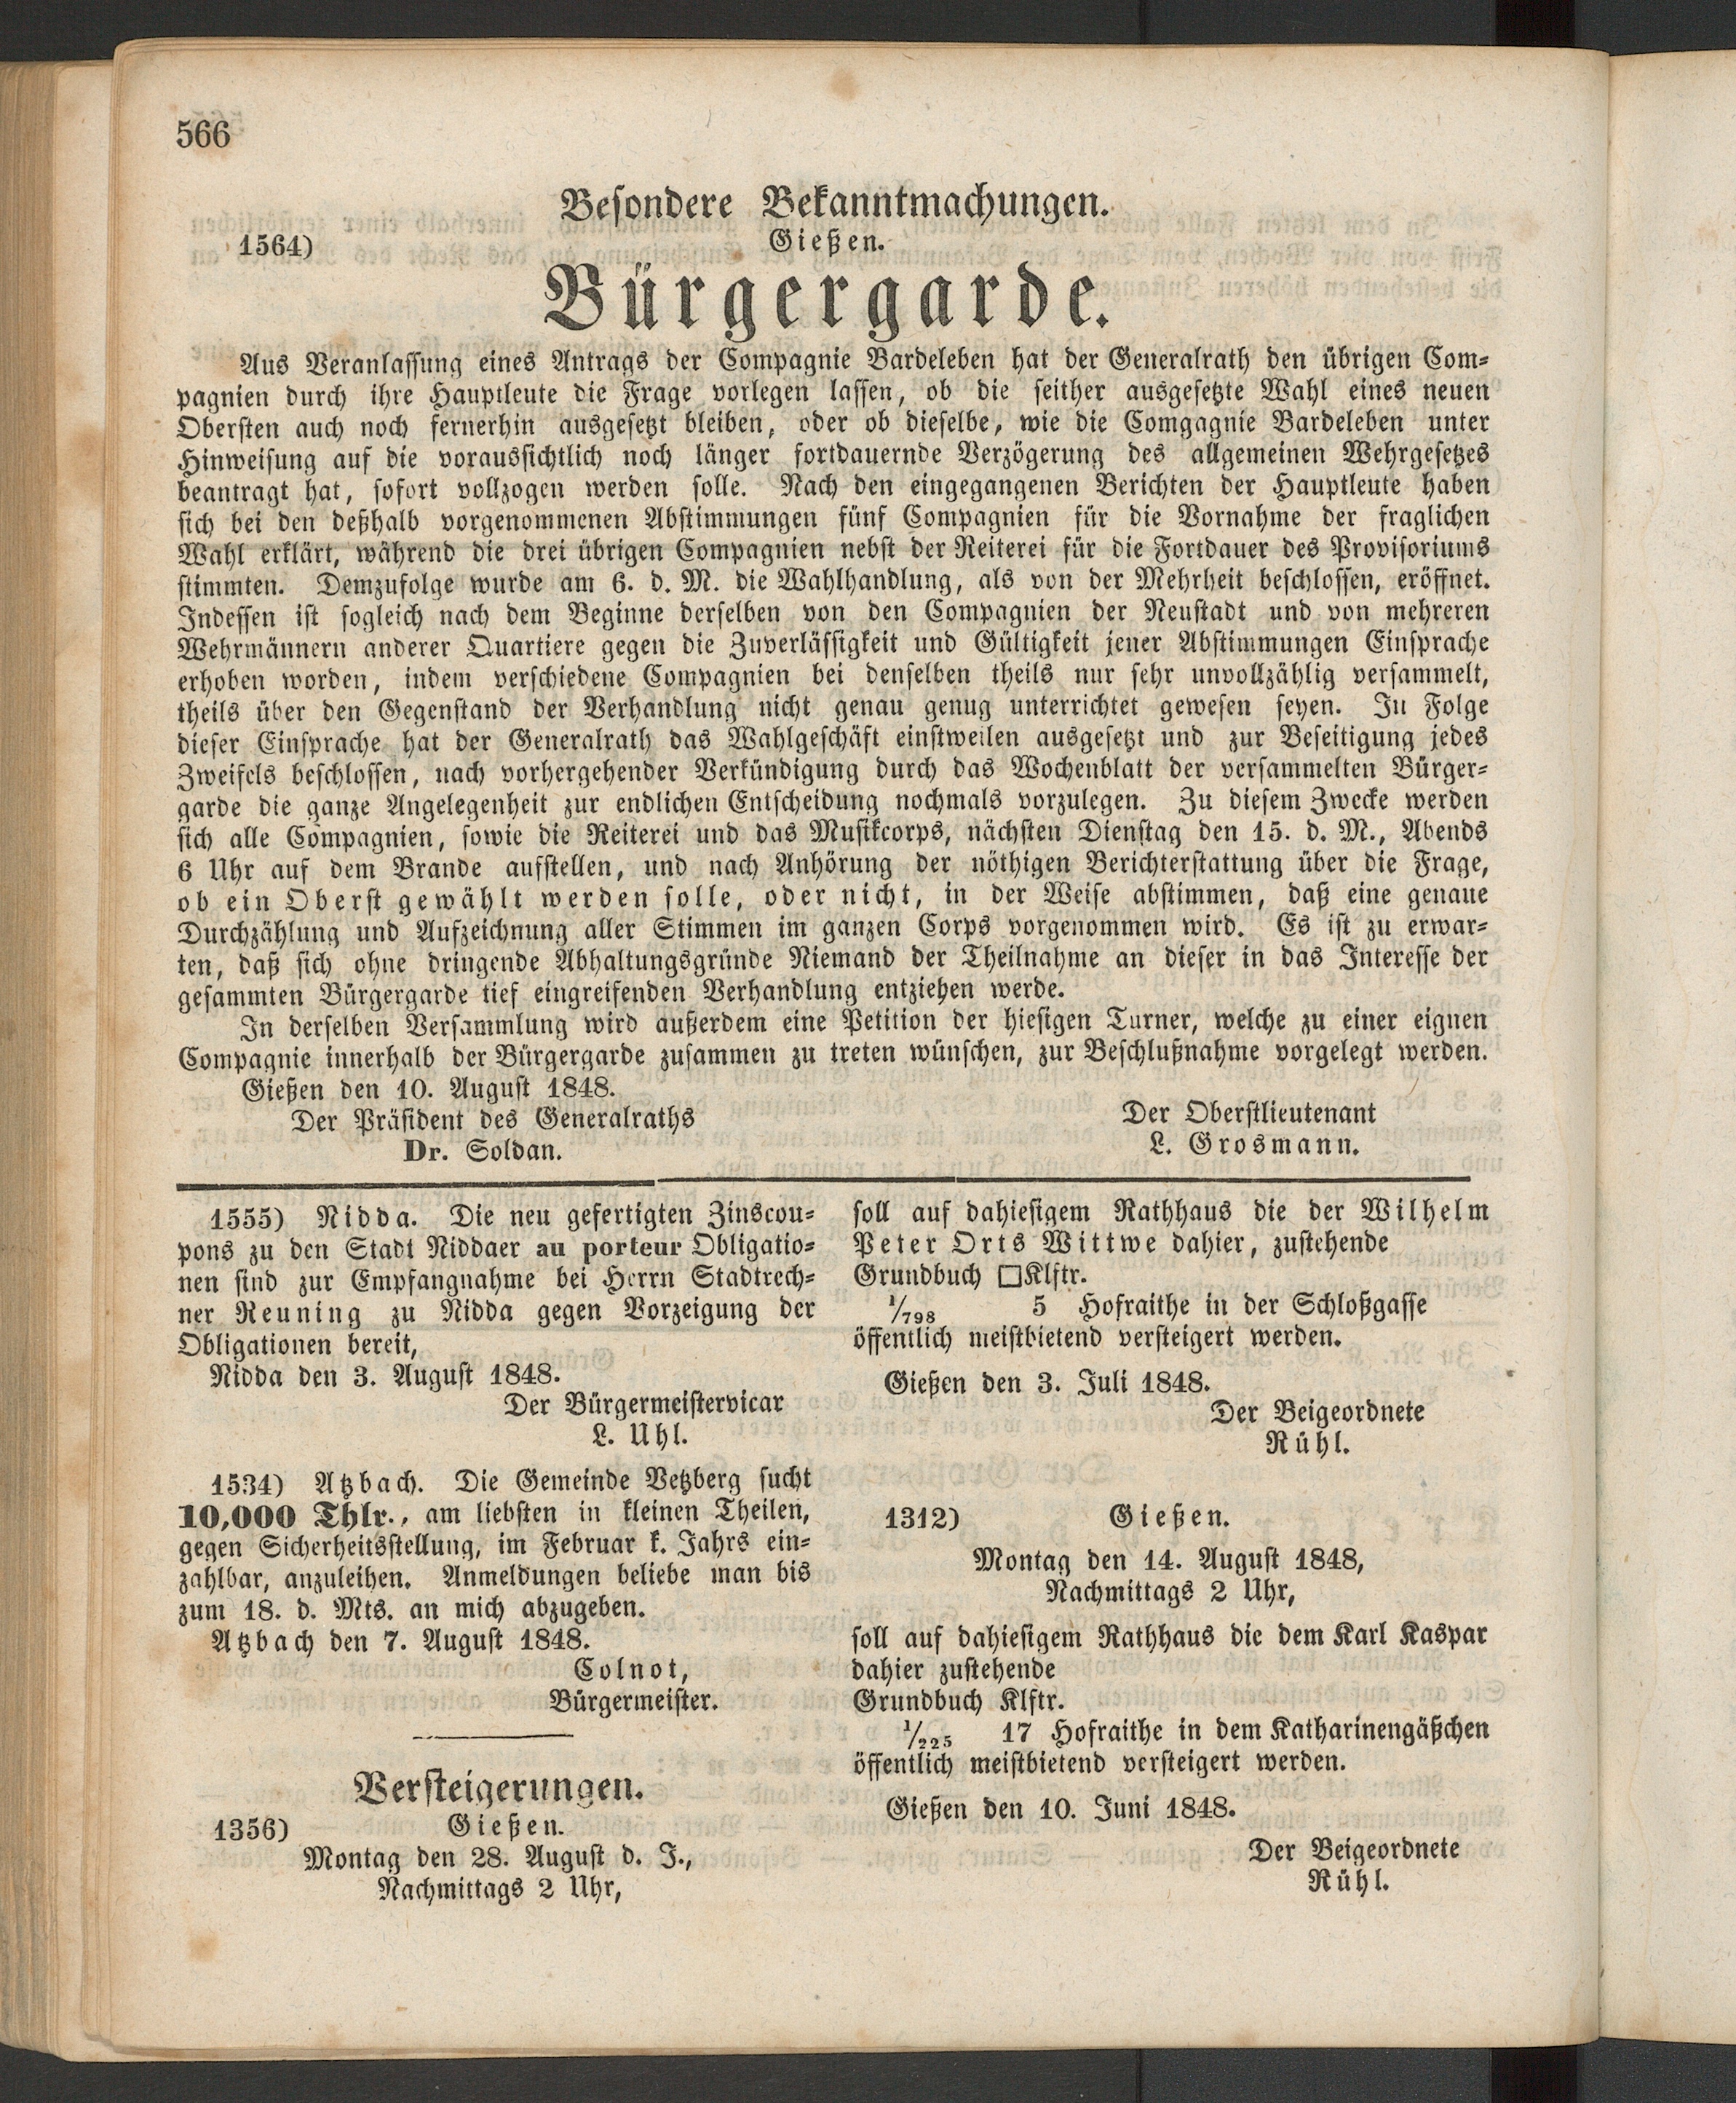 566
Besondere Bekanntmachungen.
1564) Gießen.
Bürgergarde.
Aus Veranlassung eines Antrags der Compagnie Bardeleben hat der Generalrath den übrigen Com-
pagnien durch ihre Hauptleute die Frage vorlegen lassen, ob die seither ausgesetzte Wahl eines neuen
Obersten auch noch fernerhin ausgesetzt bleiben, oder ob dieselbe, wie die Comgagnie Bardeleben unter
Hinweisung auf die voraussichtlich noch länger fortdauernde Verzögerung des allgemeinen Wehrgesetzes
beantragt hat, sofort vollzogen werden solle. Nach den eingegangenen Berichten der Hauptleute haben
sich bei den deßhalb vorgenommenen Abstimmungen fünf Compagnien für die Vornahme der fraglichen
Wahl erklärt, während die drei übrigen Compagnien nebst der Reiterei für die Fortdauer des Provisoriums
stimmten. Demzufolge wurde am 6. d. M. die Wahlhandlung, als von der Mehrheit beschlossen, eröffnet.
Indessen ist sogleich nach dem Beginne derselben von den Compagnien der Neustadt und von mehreren
Wehrmännern anderer Quartiere gegen die Zuverlässigkeit und Gültigkeit jener Abstimmungen Einsprache
erhoben worden, indem verschiedene Compagnien bei denselben theils nur sehr unvollzählig versammelt,
theils über den Gegenstand der Verhandlung nicht genau genug unterrichtet gewesen seyen. In Folge
dieser Einsprache hat der Generalrath das Wahlgeschäft einstweilen ausgesetzt und zur Beseitigung jedes
Zweifels beschlossen, nach vorhergehender Verkündigung durch das Wochenblatt der versammelten Bürger-
garde die ganze Angelegenheit zur endlichen Entscheidung nochmals vorzulegen. Zu diesem Zwecke werden
sich alle Compagnien, sowie die Reiterei und das Musikcorps, nächsten Dienstag den 15. d. M., Abends
6 Uhr auf dem Brande aufstellen, und nach Anhörung der nöthigen Berichterstattung über die Frage,
ob ein Oberst gewählt werden solle, oder nicht, in der Weise abstimmen, daß eine genaue
Durchzählung und Aufzeichnung aller Stimmen im ganzen Corps vorgenommen wird. Es ist zu erwar-
ten, daß sich ohne dringende Abhaltungsgründe Niemand der Theilnahme an dieser in das Interesse der
gesammten Bürgergarde tief eingreifenden Verhandlung entziehen werde.
In derselben Versammlung wird außerdem eine Petition der hiesigen Turner, welche zu einer eignen
Compagnie innerhalb der Bürgergarde zusammen zu treten wünschen, zur Beschlußnahme vorgelegt werden.
Gießen den 10. August 1848.
Der Präsident des Generalraths
Dr. Soldan.
Der Oberstlieutenant
L. Grosmann.
1555) Nidda. Die neu gefertigten Zinscou-
pons zu den Stadt Niddaer au porteur Obligatio-
nen sind zur Empfangnahme bei Herrn Stadtrech-
ner Reuning zu Nidda gegen Vorzeigung der
Obligationen bereit,
Nidda den 3. August 1848.
Der Bürgermeistervicar
L. Uhl.
1534) Atzbach. Die Gemeinde Vetzberg sucht
10,000 Thlr., am liebsten in kleinen Theilen,
gegen Sicherheitsstellung, im Februar k. Jahrs ein-
zahlbar, anzuleihen. Anmeldungen beliebe man bis
zum 18. d. Mts. an mich abzugeben.
Atzbach den 7. August 1848.
Colnot,
Bürgermeister.
Versteigerungen.
1356) Gießen.
Montag den 28. August d. J.,
Nachmittags 2 Uhr,
soll auf dahiesigem Rathhaus die der Wilhelm
Peter Orts Wittwe dahier, zustehende
Grundbuch □Klftr.
1/798 5 Hofraithe in der Schloßgasse
öffentlich meistbietend versteigert werden.
Gießen den 3. Juli 1848.
Der Beigeordnete
Rühl.
1312) Gießen.
Montag den 14. August 1848,
Nachmittags 2 Uhr,
soll auf dahiesigem Rathhaus die dem Karl Kaspar
dahier zustehende
Grundbuch Klftr.
1/225 17 Hofraithe in dem Katharinengäßchen
öffentlich meistbietend versteigert werden.
Gießen den 10. Juni 1848.
Der Beigeordnete
Rühl.